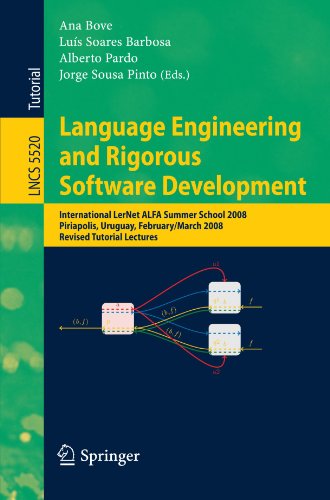 Ana Bove
Luís Soares Barbosa
Alberto Pardo
Jorge Sousa Pinto (Eds.)
Tutorial
LNCS 5520
Language Engineering
and Rigorous
Software Development
International LerNet ALFA Summer School 2008
Piriapolis, Uruguay, February/March 2008
Revised Tutorial Lectures
Springer